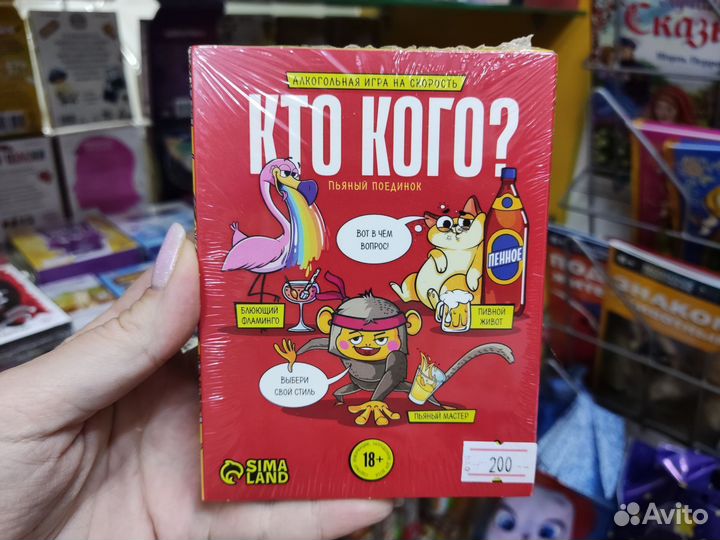 АЛКОГОЛЬНАЯ ИГРА НА СКОРОСТЬ
КТО КОГО?
ПЬЯНЫЙ ПОЕДИНОК
ВОТ В ЧЁМ
ВОПРОС!
ПЕННОЕ
БЛЮЮЩИЙ
ФЛАМИНГО
ПИВНОЙ
ЖИВОТ
ВЫБЕРИ
СВОЙ СТИЛЬ
ПЬЯНЫЙ МАСТЕР
SIMA
LAND
18+
200
Avito